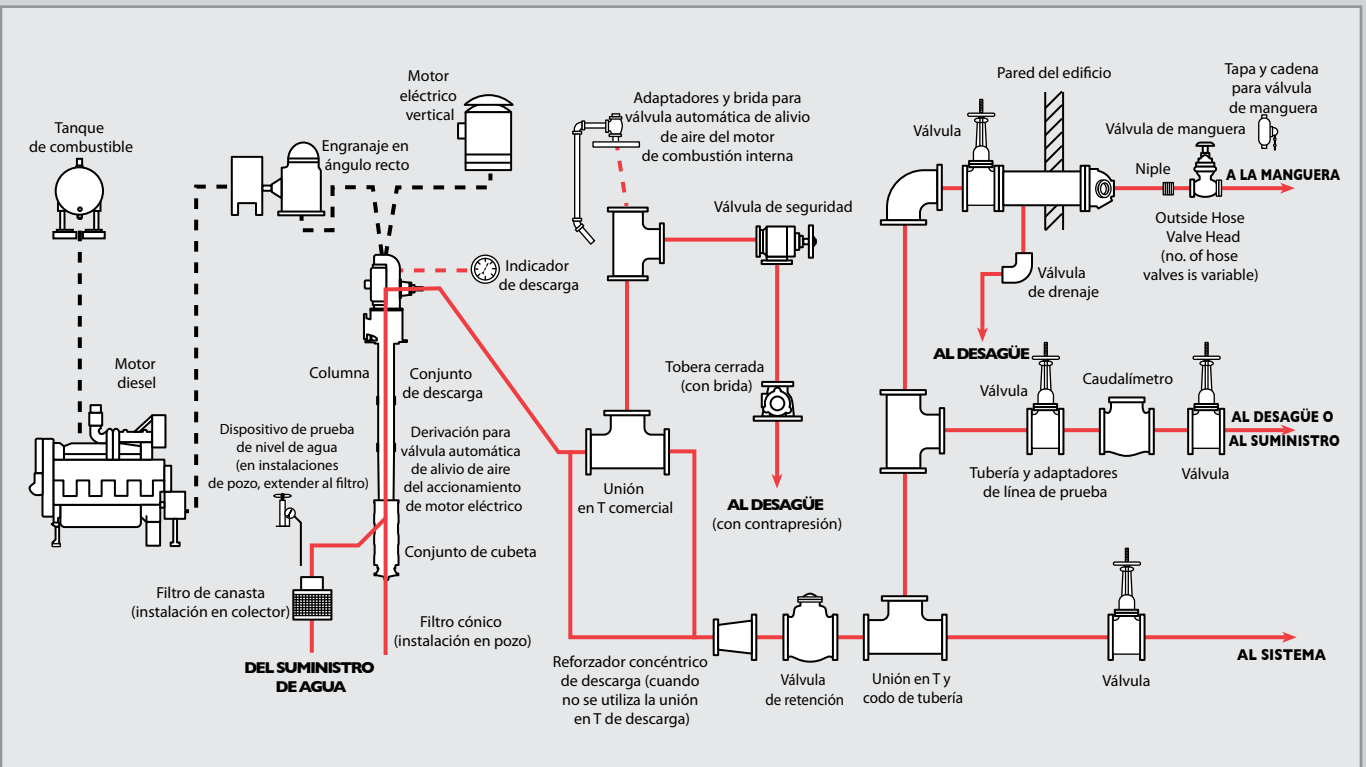 Tanque
de combustible
Motor
eléctrico
vertical
Engranaje en
ángulo recto
Adaptadores y brida para
válvula automática de alivio
de aire del motor
de combustión interna
Pared del edificio
Tapa y cadena
para válvula
de manguera
Válvula
Válvula de manguera
Niple
A LA MANGUERA
Outside Hose
Valve Head
(no. of hose
valves is variable)
Válvula de seguridad
Indicador
de descarga
Válvula
de drenaje
AL DESAGÜE
Motor
diesel
Columna
Conjunto
de descarga
Tobera cerrada
(con brida)
Válvula
Caudalímetro
AL DESAGÜE O
AL SUMINISTRO
Dispositivo de prueba
de nivel de agua
(en instalaciones
de pozo, extender al filtro)
Derivación para
válvula automática
de alivio de aire
del accionamiento
de motor eléctrico
Unión
en T comercial
AL DESAGÜE
(con contrapresión)
Tubería y adaptadores
de línea de prueba
Válvula
Conjunto de cubeta
Filtro de canasta
(instalación en colector)
Filtro cónico
(instalación en pozo)
DEL SUMINISTRO
DE AGUA
Reforzador concéntrico
de descarga (cuando
no se utiliza la unión
en T de descarga)
Válvula
de retención
Unión en T y
codo de tubería
Válvula
AL SISTEMA